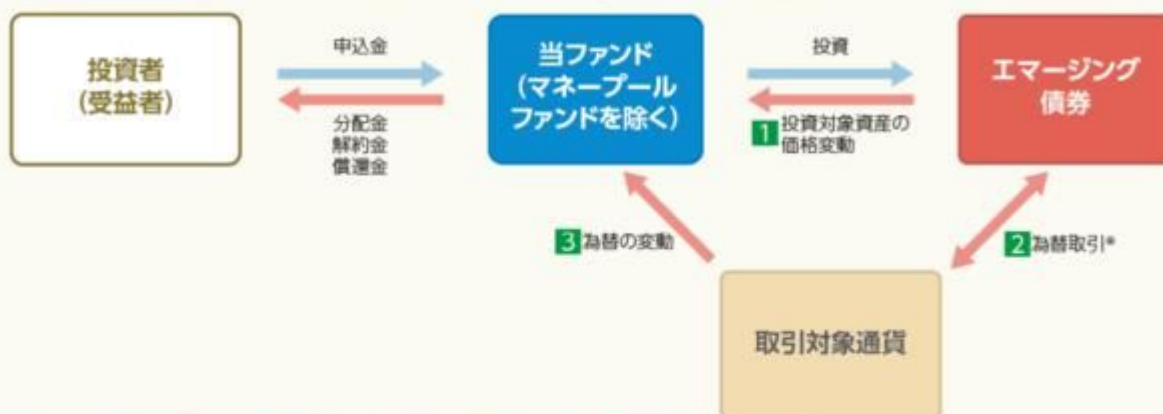 投資者
(受益者)
申込金
分配金
解約金
償還金
当ファンド
(マネープール
ファンドを除く)
投資
1 投資対象資産の
価格変動
エマージング
債券
3 為替の変動
2 為替取引*
取引対象通貨